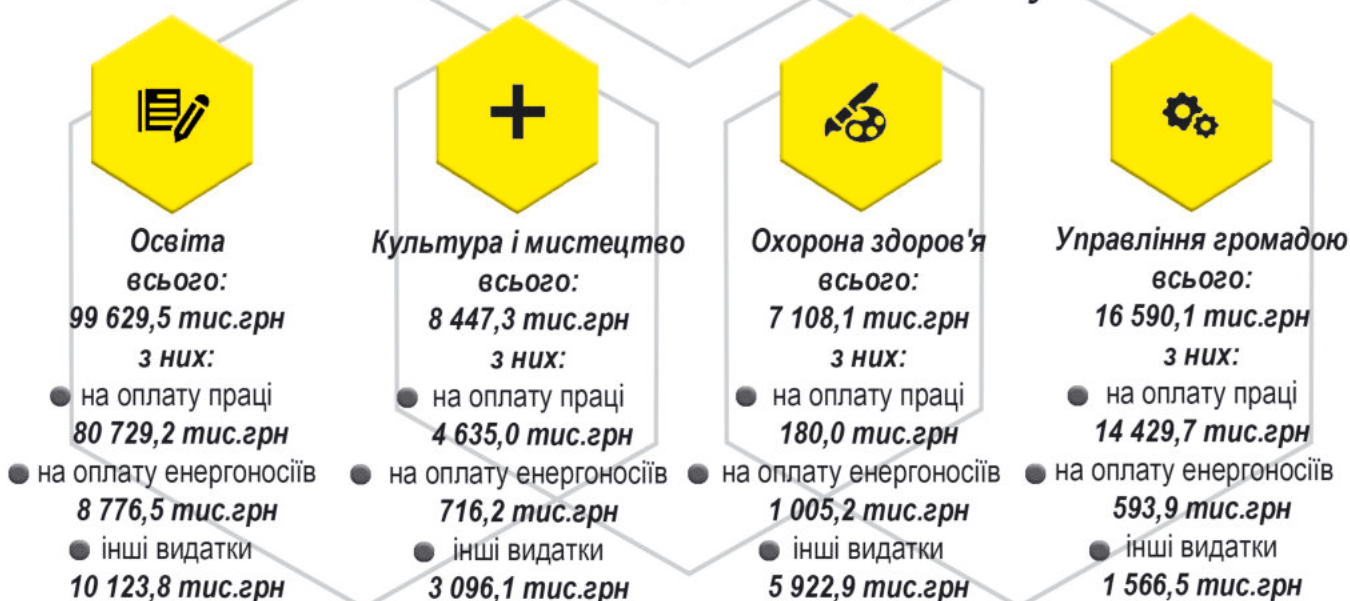 Освіта
всього:
99 629,5 тис.грн
з них:
на оплату праці
80 729,2 тис.грн
на оплату енергоносіїв
8 776,5 тис.грн
інші видатки
10 123,8 тис.грн
Культура і мистецтво
всього:
8 447,3 тис.грн
з них:
на оплату праці
4 635,0 тис.грн
на оплату енергоносіїв
716,2 тис.грн
інші видатки
3 096,1 тис.грн
Охорона здоров'я
всього:
7 108,1 тис.грн
з них:
на оплату праці
180,0 тис.грн
на оплату енергоносіїв
1 005,2 тис.грн
інші видатки
5 922,9 тис.грн
Управління громадою
всього:
16 590,1 тис.грн
з них:
на оплату праці
14 429,7 тис.грн
на оплату енергоносіїв
593,9 тис.грн
інші видатки
1 566,5 тис.грн